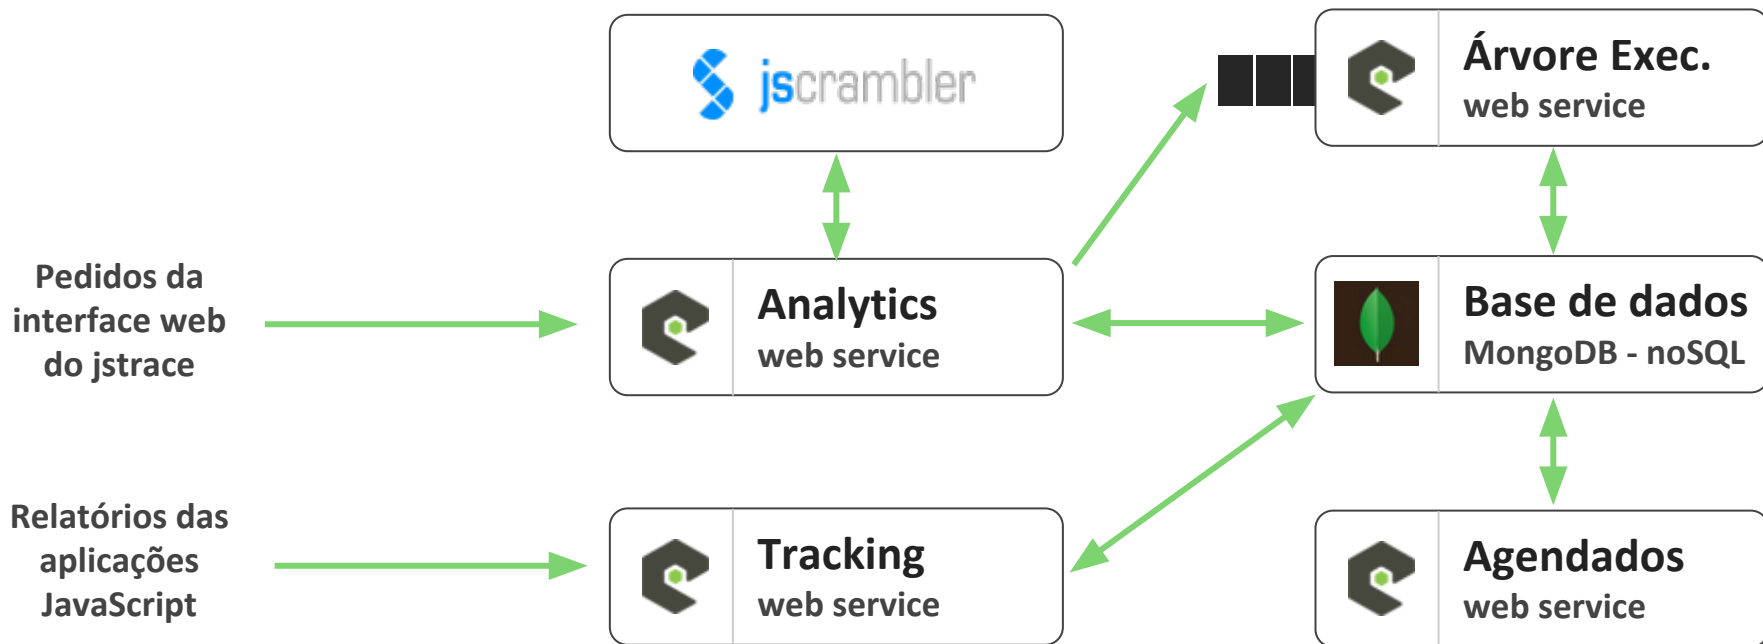 jscrambler
Árvore Exec.
web service
Pedidos da
interface web
do jstrace
Analytics
web service
Base de dados
MongoDB - noSQL
Relatórios das
aplicações
JavaScript
Tracking
web service
Agendados
web service